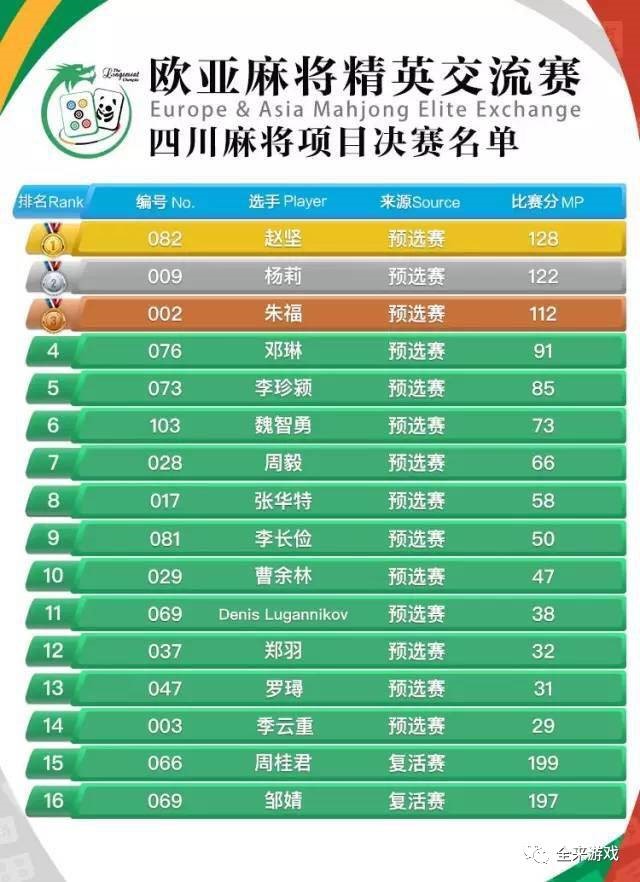 The
Longement
欧亚麻将精英交流赛
Europe & Asia Mahjong Elite Exchange
四川麻将项目决赛名单
排名Rank 编号 No. 选手 Player 来源Source 比赛分 MP
1 082 赵坚 预选赛 128
2 009 杨莉 预选赛 122
3 002 朱福 预选赛 112
4 076 邓琳 预选赛 91
5 073 李珍颖 预选赛 85
6 103 魏智勇 预选赛 73
7 028 周毅 预选赛 66
8 017 张华特 预选赛 58
9 081 李长俭 预选赛 50
10 029 曹余林 预选赛 47
11 069 Denis Lugannikov 预选赛 38
12 037 郑羽 预选赛 32
13 047 罗璕 预选赛 31
14 003 季云重 预选赛 29
15 066 周桂君 复活赛 199
16 069 邹婧 复活赛 197
全来游戏